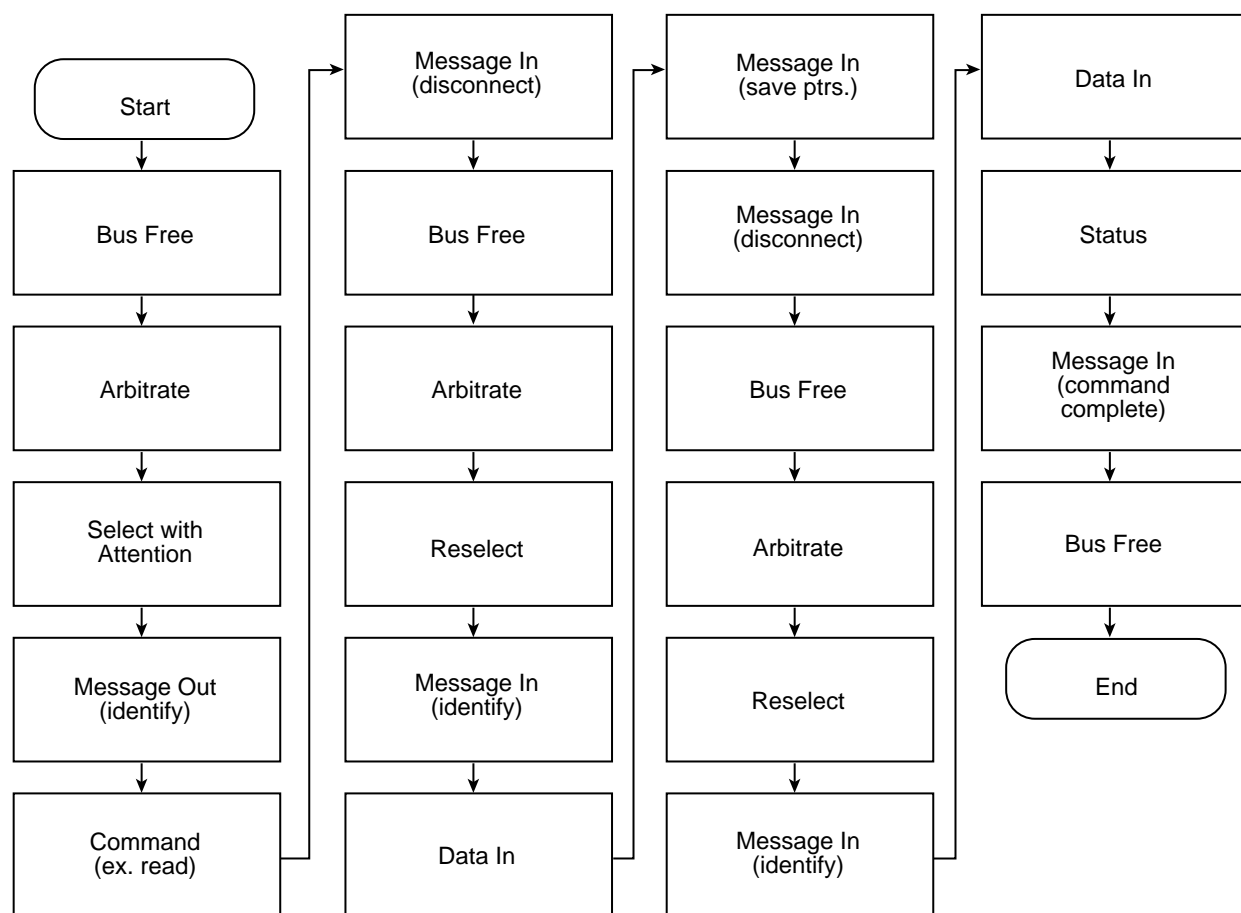 Start
Bus Free
Arbitrate
Select with
Attention
Message Out
(identify)
Command
(ex. read)
Message In
(disconnect)
Bus Free
Arbitrate
Reselect
Message In
(identify)
Data In
Message In
(save ptrs.)
Message In
(disconnect)
Bus Free
Arbitrate
Reselect
Message In
(identify)
Data In
Status
Message In
(command
complete)
Bus Free
End